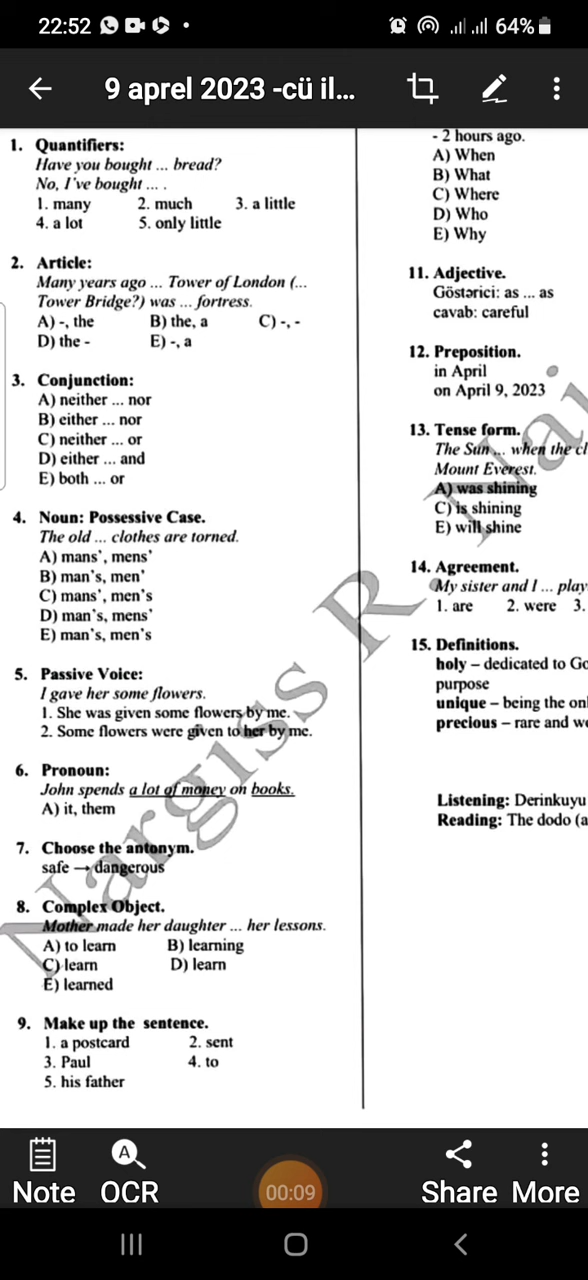 22:52
64%
9 aprel 2023 -cü il...
1. Quantifiers:
Have you bought ... bread?
No, I've bought ... .
1. many 2. much 3. a little
4. a lot 5. only little
2. Article:
Many years ago ... Tower of London (...
Tower Bridge?) was ... fortress.
A) -, the B) the, a C) -, -
D) the - E) -, a
3. Conjunction:
A) neither ... nor
B) either ... nor
C) neither ... or
D) either ... and
E) both ... or
4. Noun: Possessive Case.
The old ... clothes are torned.
A) mans', mens'
B) man's, men'
C) mans', men's
D) man's, mens'
E) man's, men's
5. Passive Voice:
I gave her some flowers.
1. She was given some flowers by me.
2. Some flowers were given to her by me.
6. Pronoun:
John spends a lot of money on books.
A) it, them
7. Choose the antonym.
safe → dangerous
8. Complex Object.
Mother made her daughter ... her lessons.
A) to learn B) learning
C) learn D) learn
E) learned
9. Make up the sentence.
1. a postcard 2. sent
3. Paul 4. to
5. his father
- 2 hours ago.
A) When
B) What
C) Where
D) Who
E) Why
11. Adjective.
Göstərici: as ... as
cavab: careful
12. Preposition.
in April
on April 9, 2023
13. Tense form.
The Sun ... when the cl
Mount Everest.
A) was shining
C) is shining
E) will shine
14. Agreement.
My sister and I ... play
1. are 2. were 3.
15. Definitions.
holy – dedicated to Go
purpose
unique – being the onl
precious – rare and w
Listening: Derinkuyu
Reading: The dodo (a
Nargiss R Nai
Note OCR 00:09 Share More